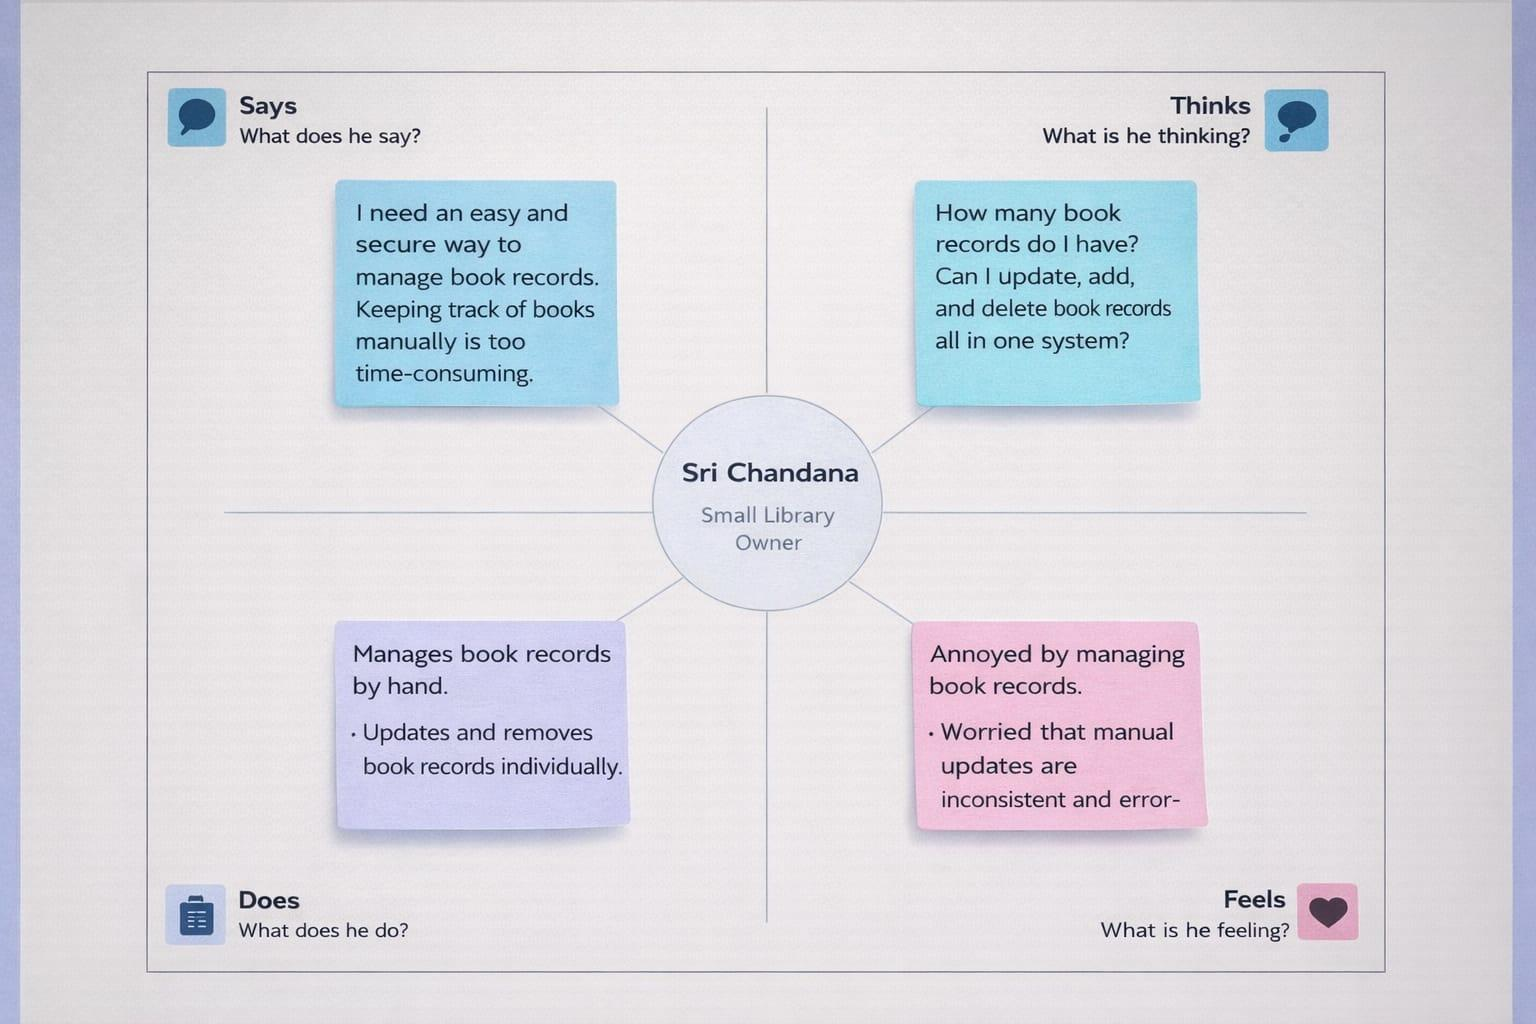 Says
What does he say?
Thinks
What is he thinking?
I need an easy and
secure way to
manage book records.
Keeping track of books
manually is too
time-consuming.
How many book
records do I have?
Can I update, add,
and delete book records
all in one system?
Sri Chandana
Small Library
Owner
Manages book records
by hand.
· Updates and removes
book records individually.
Annoyed by managing
book records.
· Worried that manual
updates are
inconsistent and error-
Does
What does he do?
Feels
What is he feeling?